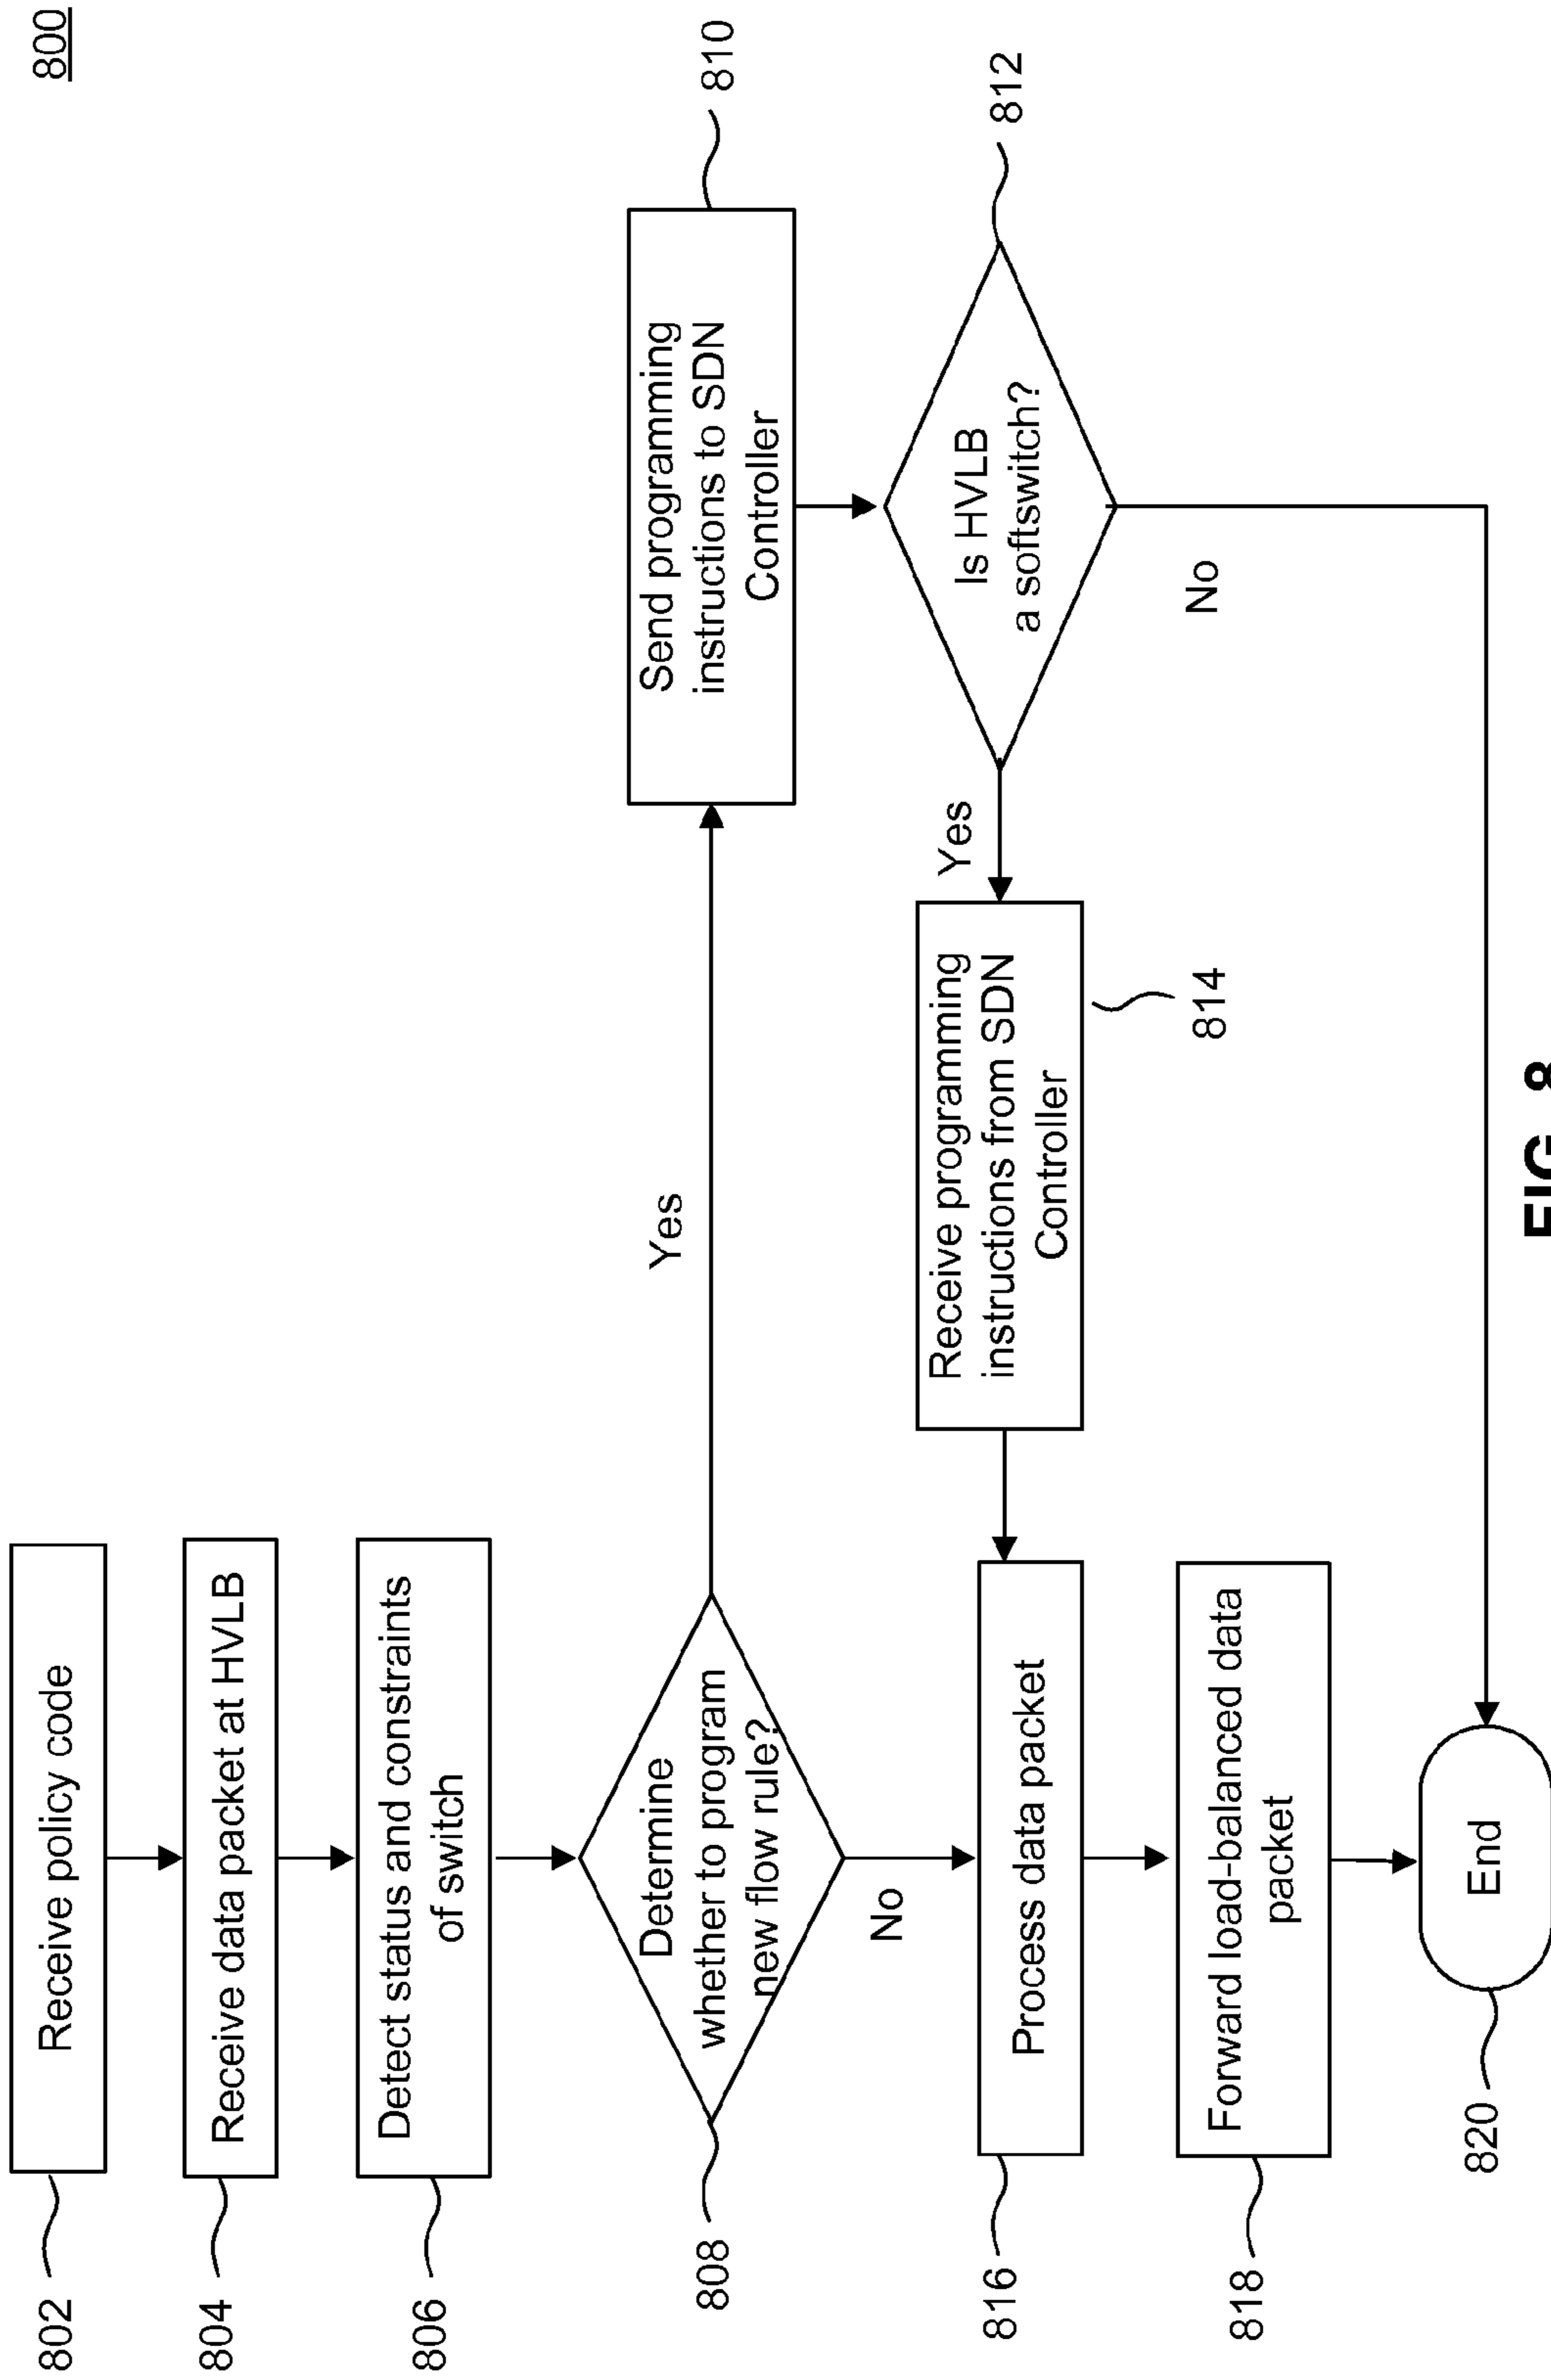 800
802
Receive policy code
804
Receive data packet at HVLB
806
Detect status and constraints
of switch
808
Determine
whether to program
new flow rule?
Yes
No
Send programming
instructions to SDN
Controller
810
Is HVLB
a softswitch?
812
Yes
No
Receive programming
instructions from SDN
Controller
814
816
Process data packet
818
Forward load-balanced data
packet
820
End
FIG. 8